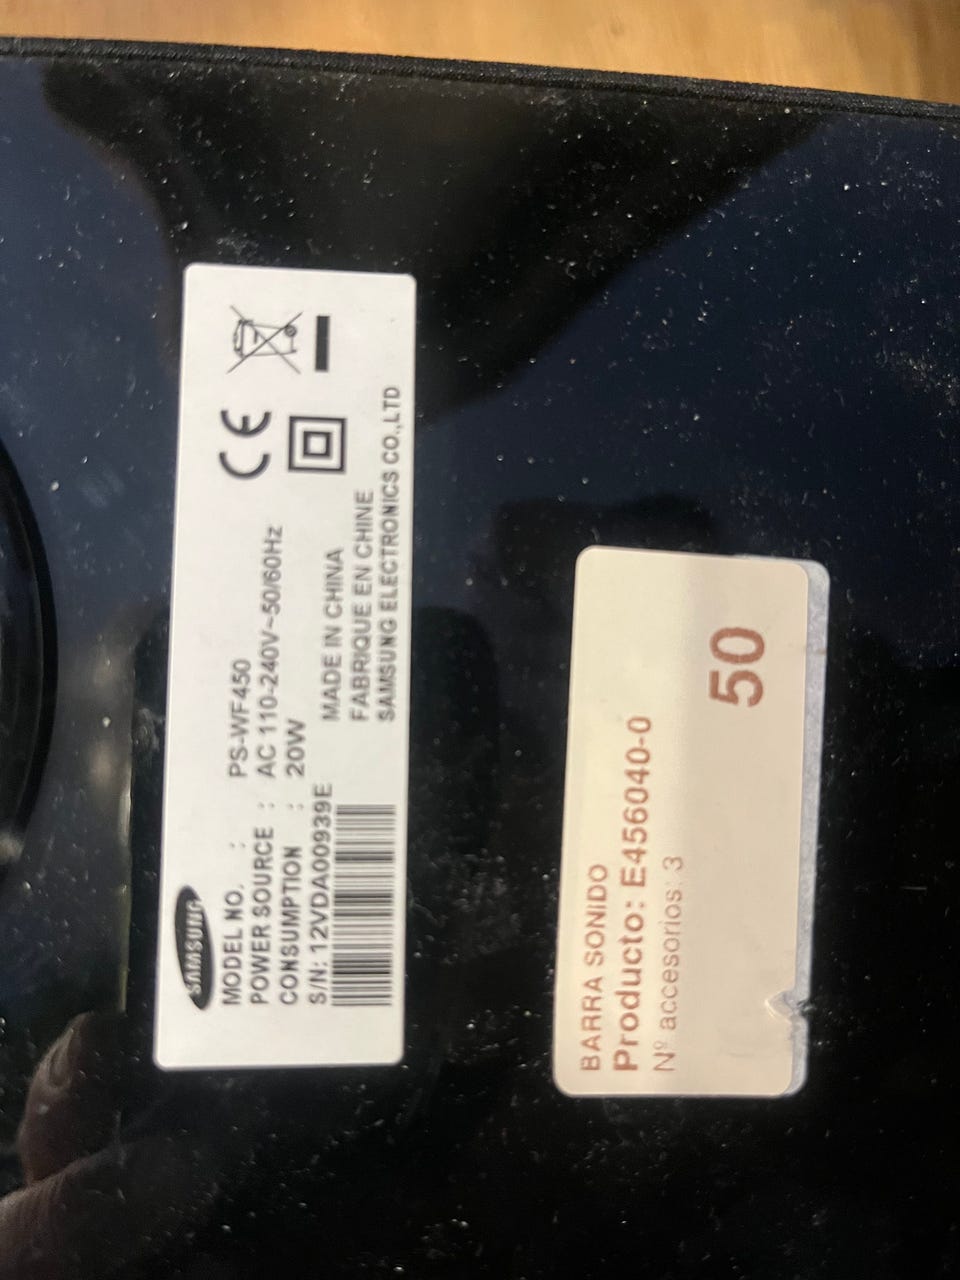 SAMSUNG
MODEL NO. : PS-WF450
POWER SOURCE : AC 110-240V~50/60Hz
CONSUMPTION : 20W
S/N: 12VDA00939E
MADE IN CHINA
FABRIQUE EN CHINE
SAMSUNG ELECTRONICS CO.,LTD
CE
BARRA SONIDO
Producto: E456040-0
Nº accesorios: 3
50